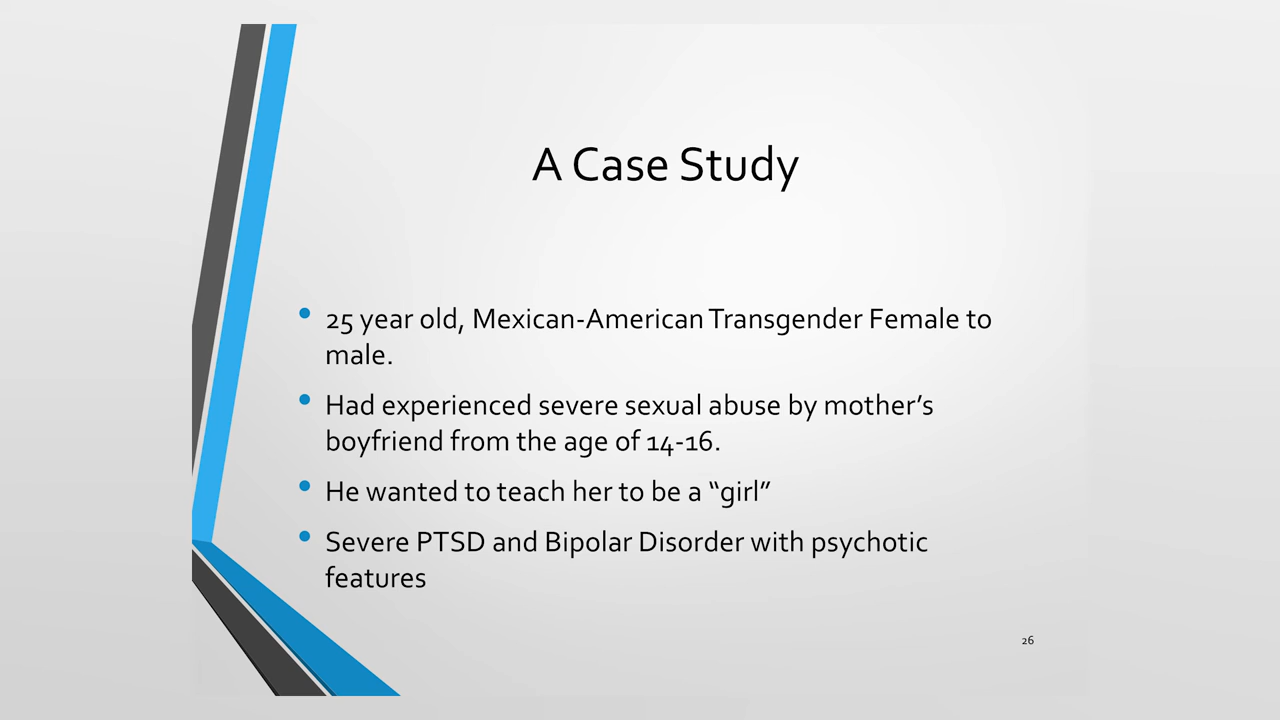 A Case Study
• 25 year old, Mexican-American Transgender Female to
male.
• Had experienced severe sexual abuse by mother’s
boyfriend from the age of 14-16.
• He wanted to teach her to be a “girl”
• Severe PTSD and Bipolar Disorder with psychotic
features
26